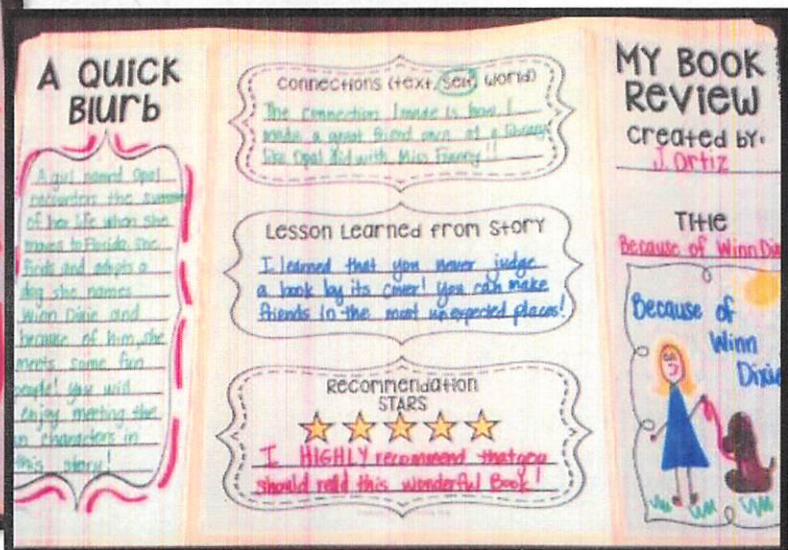 A QUICK
BLURB
A girl named Opal
recounters the summer
of her life when she
moves to Florida. She
finds and adopts a
dog she names
Winn Dixie and
because of him, she
meets some fun
people! You will
enjoy meeting the
characters in
this story!
Connections (text, self, world)
The connection I made is how I
made a great friend once at a library
like Opal did with Miss Franny!!
Lesson Learned from Story
I learned that you never judge
a book by its cover! You can make
friends in the most unexpected places!
Recommendation
STARS
I HIGHLY recommend that you
should read this wonderful Book!
MY BOOK
REVIEW
Created by:
J. Ortiz
Title
Because of Winn Dix
Because of
Winn
Dixie